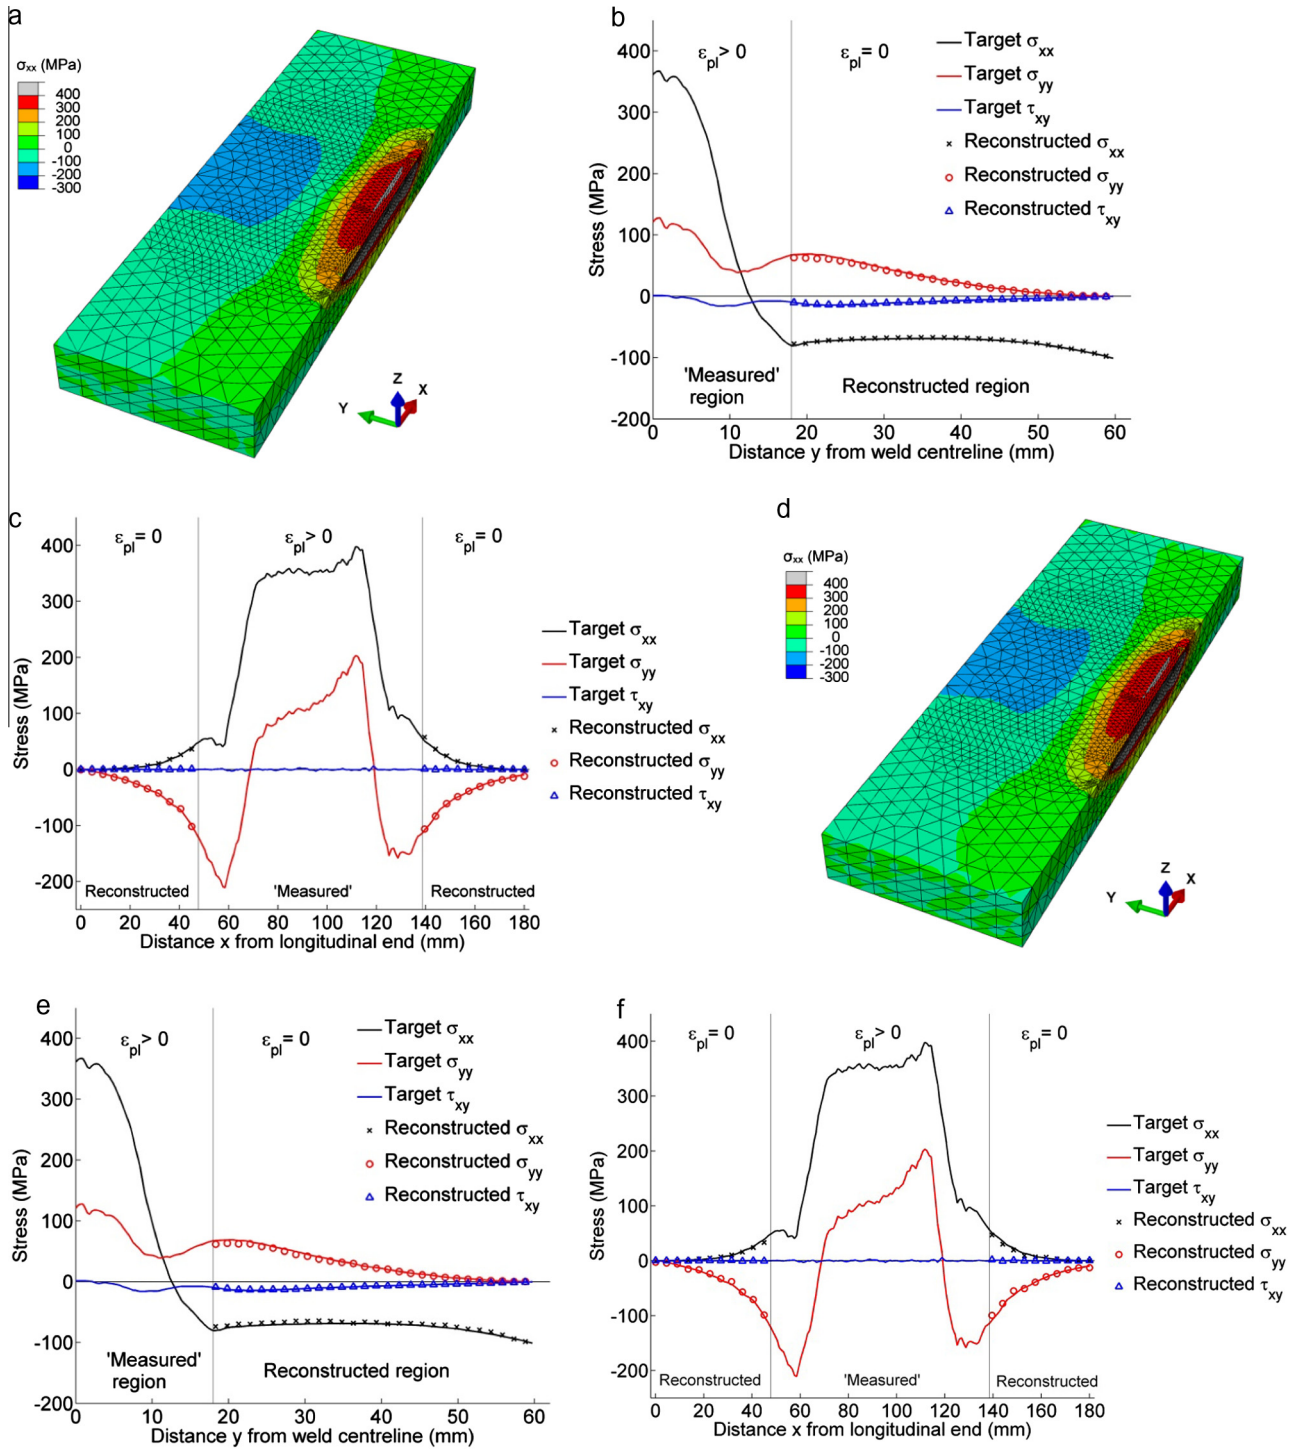 a
σxx (MPa)
400
300
200
100
0
-100
-200
-300
Z
X
Y
b
400
300
200
100
0
-100
-200
Stress (MPa)
εpl > 0
εpl = 0
Target σxx
Target σyy
Target τxy
Reconstructed σxx
Reconstructed σyy
Reconstructed τxy
'Measured'
region
Reconstructed region
0 10 20 30 40 50 60
Distance y from weld centreline (mm)
c
400
300
200
100
0
-100
-200
Stress (MPa)
εpl = 0
εpl > 0
εpl = 0
Target σxx
Target σyy
Target τxy
Reconstructed σxx
Reconstructed σyy
Reconstructed τxy
Reconstructed
'Measured'
Reconstructed
0 20 40 60 80 100 120 140 160 180
Distance x from longitudinal end (mm)
d
σxx (MPa)
400
300
200
100
0
-100
-200
-300
Z
X
Y
e
400
300
200
100
0
-100
-200
Stress (MPa)
εpl > 0
εpl = 0
Target σxx
Target σyy
Target τxy
Reconstructed σxx
Reconstructed σyy
Reconstructed τxy
'Measured'
region
Reconstructed region
0 10 20 30 40 50 60
Distance y from weld centreline (mm)
f
400
300
200
100
0
-100
-200
Stress (MPa)
εpl = 0
εpl > 0
εpl = 0
Target σxx
Target σyy
Target τxy
Reconstructed σxx
Reconstructed σyy
Reconstructed τxy
Reconstructed
'Measured'
Reconstructed
0 20 40 60 80 100 120 140 160 180
Distance x from longitudinal end (mm)